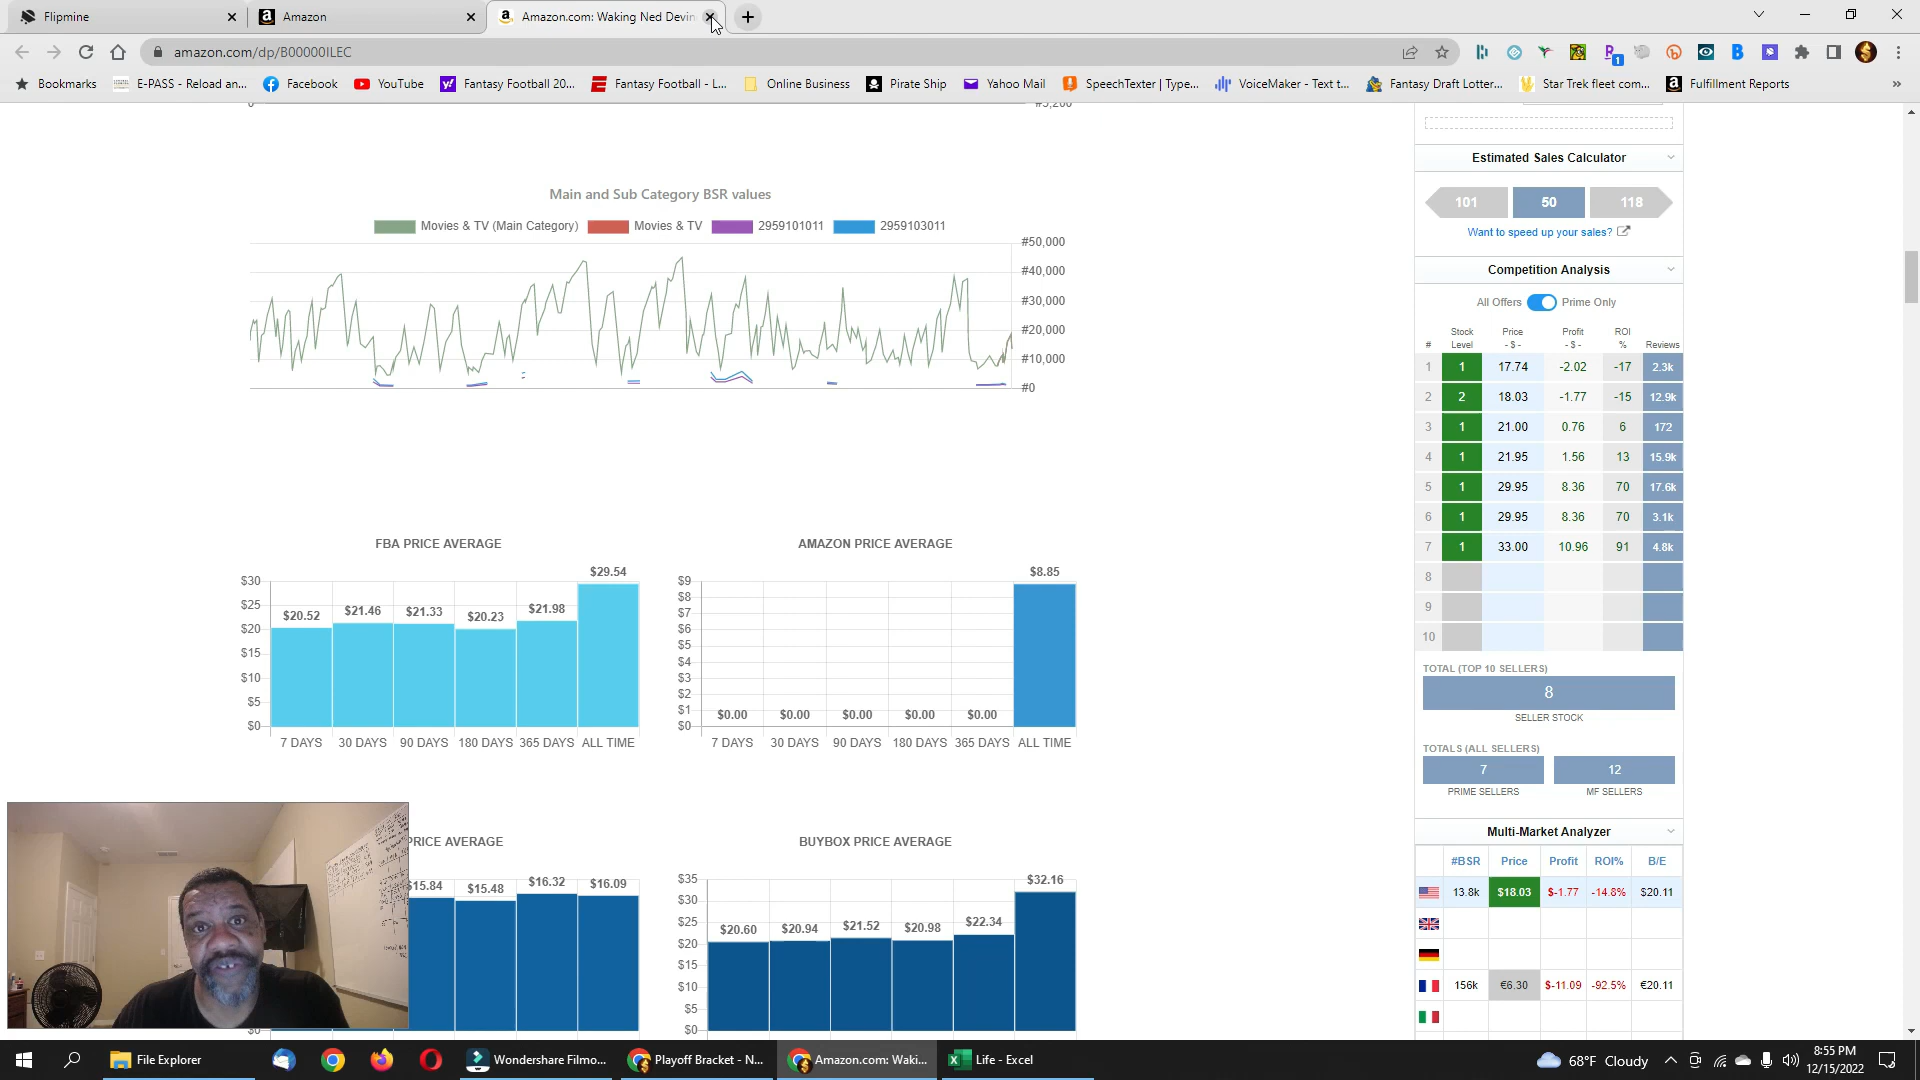 Flipmine
Amazon
Amazon.com: Waking Ned Devin
amazon.com/dp/B00000ILEC
1
Bookmarks
E-PASS - Reload an...
Facebook
YouTube
Fantasy Football 20...
Fantasy Football - L...
Online Business
Pirate Ship
Yahoo Mail
SpeechTexter | Type...
VoiceMaker - Text t...
Fantasy Draft Lotter...
Star Trek fleet com...
Fulfillment Reports
»
Main and Sub Category BSR values
Movies & TV (Main Category)
Movies & TV
2959101011
2959103011
#50,000
#40,000
#30,000
#20,000
#10,000
#0
FBA PRICE AVERAGE
$30
$25
$20
$15
$10
$5
$0
$20.52
$21.46
$21.33
$20.23
$21.98
$29.54
7 DAYS
30 DAYS
90 DAYS
180 DAYS
365 DAYS
ALL TIME
AMAZON PRICE AVERAGE
$9
$8
$7
$6
$5
$4
$3
$2
$1
$0
$0.00
$0.00
$0.00
$0.00
$0.00
$8.85
7 DAYS
30 DAYS
90 DAYS
180 DAYS
365 DAYS
ALL TIME
PRICE AVERAGE
$15.84
$15.48
$16.32
$16.09
BUYBOX PRICE AVERAGE
$35
$30
$25
$20
$15
$10
$5
$0
$20.60
$20.94
$21.52
$20.98
$22.34
$32.16
Estimated Sales Calculator
101 50 118
Want to speed up your sales?
Competition Analysis
All Offers Prime Only
# Stock Level Price - $ - Profit - $ - ROI % Reviews
1 1 17.74 -2.02 -17 2.3k
2 2 18.03 -1.77 -15 12.9k
3 1 21.00 0.76 6 172
4 1 21.95 1.56 13 15.9k
5 1 29.95 8.36 70 17.6k
6 1 29.95 8.36 70 3.1k
7 1 33.00 10.96 91 4.8k
8
9
10
TOTAL (TOP 10 SELLERS)
8
SELLER STOCK
TOTALS (ALL SELLERS)
7 12
PRIME SELLERS MF SELLERS
Multi-Market Analyzer
#BSR Price Profit ROI% B/E
13.8k $18.03 $-1.77 -14.8% $20.11
156k €6.30 $-11.09 -92.5% €20.11
File Explorer
Wondershare Filmo...
Playoff Bracket - N...
Amazon.com: Waki...
Life - Excel
68°F Cloudy
8:55 PM
12/15/2022